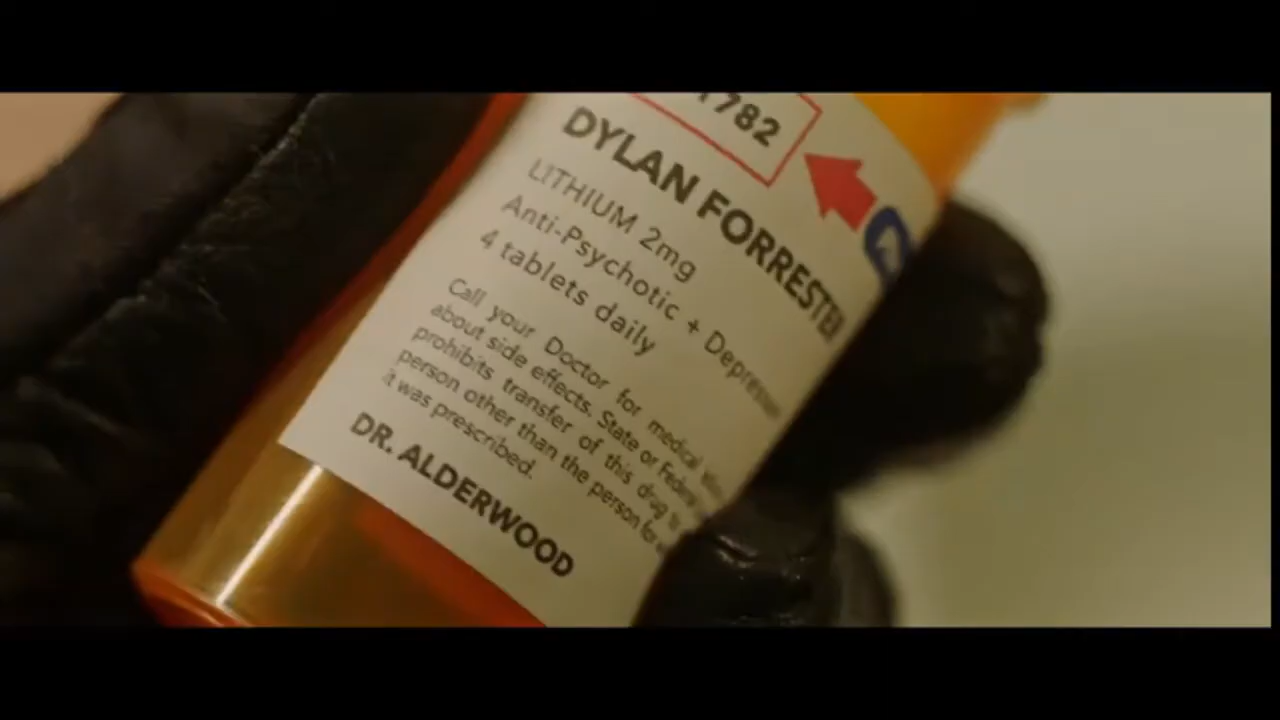 1782
DYLAN FORRESTER
LITHIUM 2mg
Anti-Psychotic + Depression
4 tablets daily
Call your Doctor for medical
about side effects. State or Federal
prohibits transfer of this drug to
person other than the person for
it was prescribed.
DR. ALDERWOOD